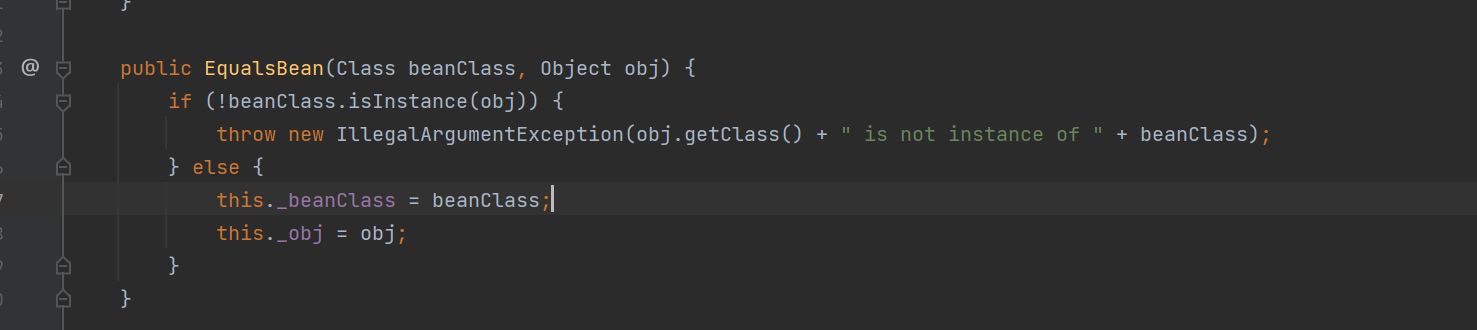 }
@ public EqualsBean(Class beanClass, Object obj) {
if (!beanClass.isInstance(obj)) {
throw new IllegalArgumentException(obj.getClass() + " is not instance of " + beanClass);
} else {
this._beanClass = beanClass;
this._obj = obj;
}
}